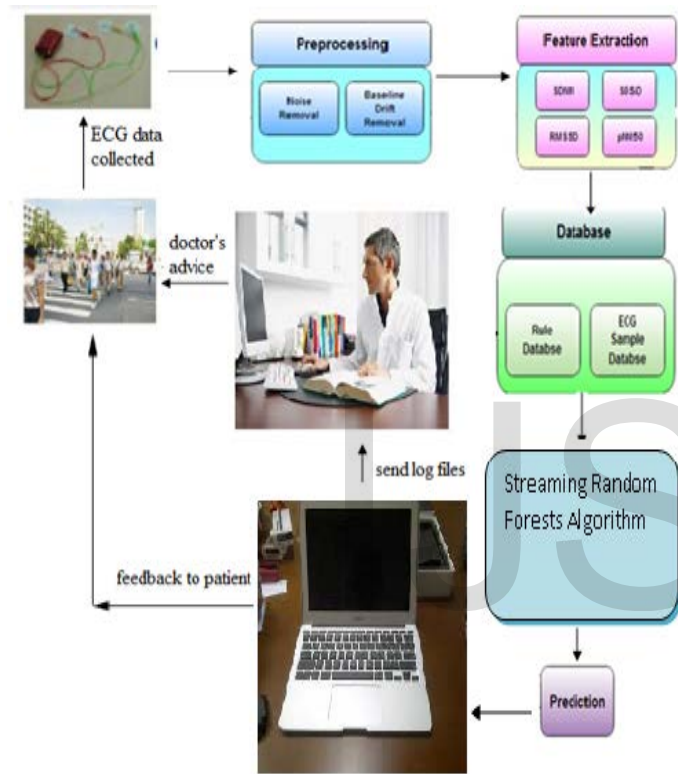 Preprocessing
Noise
Removal
Baseline
Drift
Removal
Feature Extraction
SDNN
RMSSD
pNN50
ECG data
collected
doctor's
advice
Database
Rule
Databse
ECG
Sample
Databse
send log files
Streaming Random
Forests Algorithm
feedback to patient
Prediction